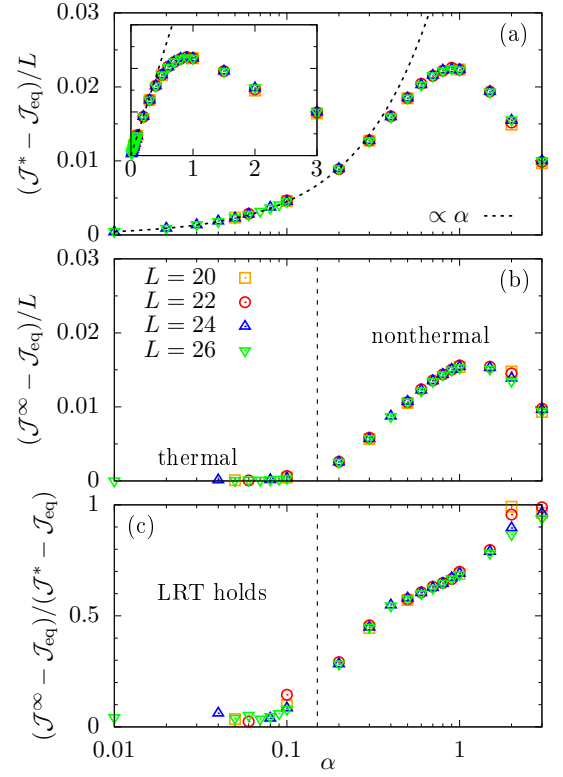 (a)
0.03
0.02
0.01
0
(𝒥* − 𝒥eq)/L
0 1 2 3
∝ α
(b)
0.03
0.02
0.01
0
(𝒥∞ − 𝒥eq)/L
L = 20
L = 22
L = 24
L = 26
nonthermal
thermal
(c)
1
0.5
0
(𝒥∞ − 𝒥eq)/(𝒥* − 𝒥eq)
LRT holds
0.01 0.1 1
α